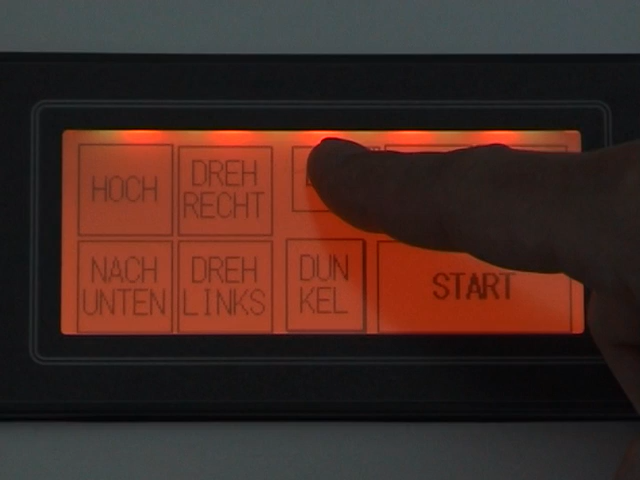 HOCH
DREH
RECHT
NACH
UNTEN
DREH
LINKS
DUN
KEL
START